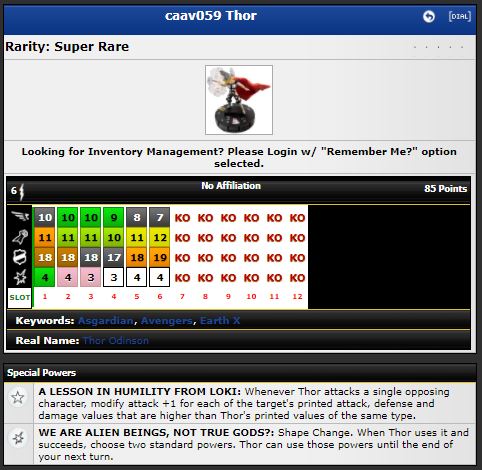 caav059 Thor
[DIAL]
Rarity: Super Rare
Looking for Inventory Management? Please Login w/ "Remember Me?" option
selected.
6 No Affiliation 85 Points
10 10 10 9 8 7 KO KO KO KO KO KO
11 11 11 10 11 12 KO KO KO KO KO KO
18 18 18 17 18 19 KO KO KO KO KO KO
4 4 3 3 4 4 KO KO KO KO KO KO
SLOT 1 2 3 4 5 6 7 8 9 10 11 12
Keywords: Asgardian, Avengers, Earth X
Real Name: Thor Odinson
Special Powers
A LESSON IN HUMILITY FROM LOKI: Whenever Thor attacks a single opposing
character, modify attack +1 for each of the target's printed attack, defense and
damage values that are higher than Thor's printed values of the same type.
WE ARE ALIEN BEINGS, NOT TRUE GODS?: Shape Change. When Thor uses it and
succeeds, choose two standard powers. Thor can use those powers until the end of
your next turn.